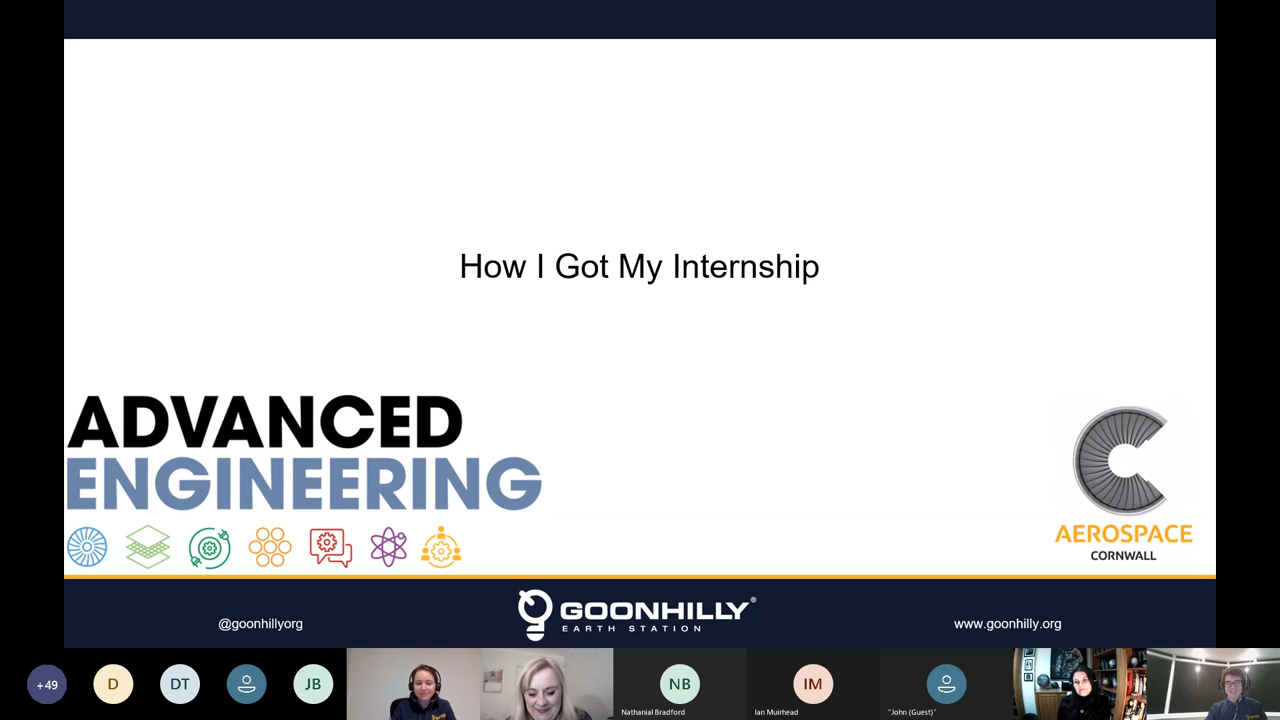 How I Got My Internship
ADVANCED
ENGINEERING
AEROSPACE
CORNWALL
@goonhillyorg
GOONHILLY®
EARTH STATION
www.goonhilly.org
+49
D
DT
JB
NB
Nathanial Bradford
IM
Ian Muirhead
"John (Guest)"